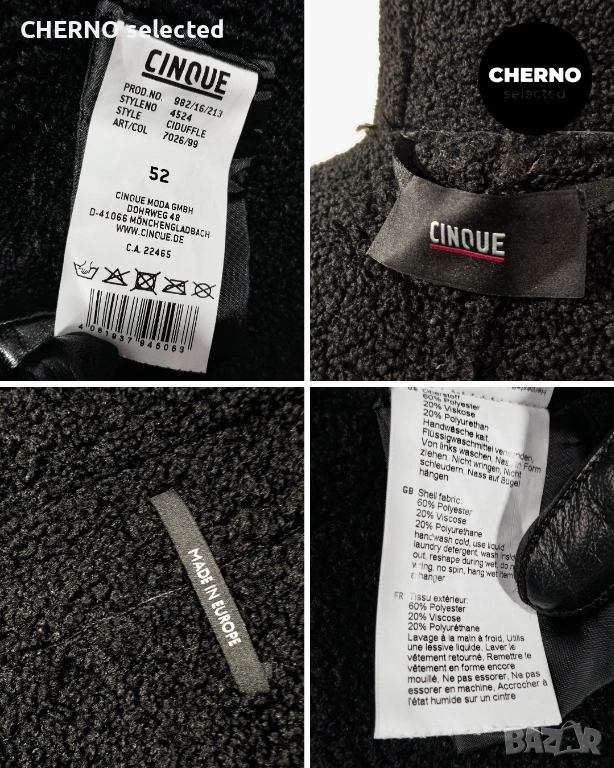 CHERNO selected
CINQUE
PROD.NO. 982/16/213
STYLENO 4524
STYLE CIDUFFLE
ART/COL 7026/99
52
CINQUE MODA GMBH
DOHRWEG 48
D-41066 MÖNCHENGLADBACH
WWW.CINQUE.DE
C.A. 22465
4 061937 945089
CHERNO
selected
CINQUE
MADE IN EUROPE
Oberstoff
60% Polyester
20% Viskose
20% Polyurethan
Handwäsche kalt,
Flüssigwaschmittel verwenden,
Von links waschen, Nass in Form
ziehen, Nicht wringen, Nicht
schleudern, Nass auf Bügel
hängen
GB Shell fabric:
60% Polyester
20% Viscose
20% Polyurethane
handwash cold, use liquid
laundry detergent, wash inside
out, reshape during wet, do
no spin, hang wet
a hanger
FR Tissu extérieur:
60% Polyester
20% Viscose
20% Polyuréthane
Lavage à la main à froid, Utilis
une lessive liquide, Laver le
vêtement retourné, Remettre le
vêtement en forme encore
mouillé, Ne pas essorer, Ne pas
essorer en machine, Accrocher à
l'état humide sur un cintre
BAZAR